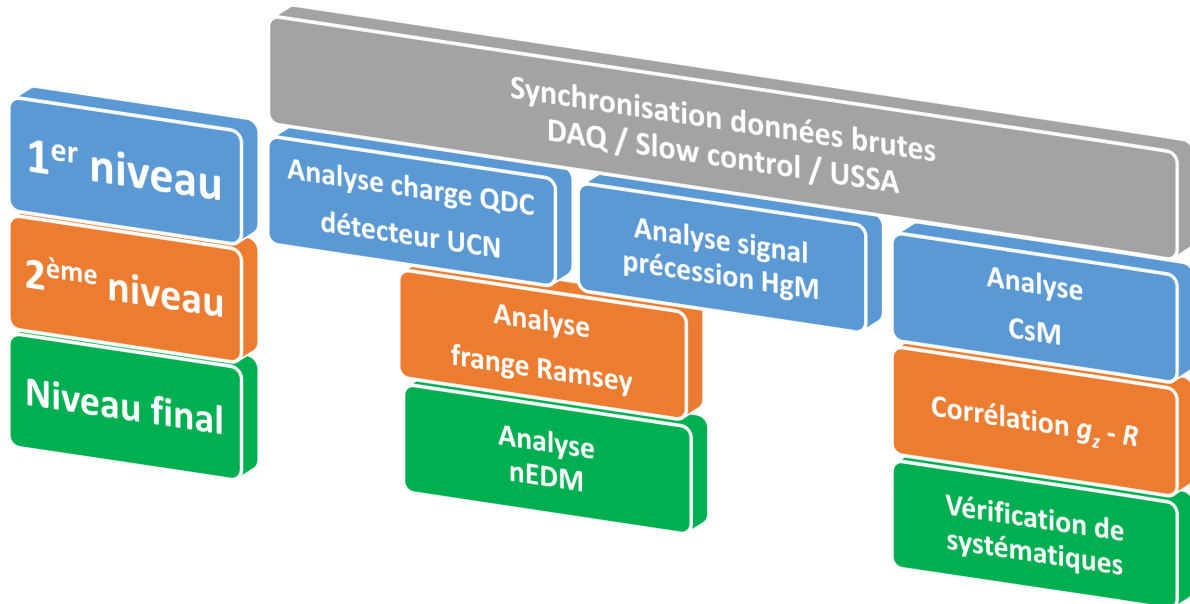 Synchronisation données brutes
DAQ / Slow control / USSA
1er niveau
Analyse charge QDC
détecteur UCN
Analyse signal
précession HgM
Analyse
CsM
2ème niveau
Analyse
frange Ramsey
Corrélation gz - R
Niveau final
Analyse
nEDM
Vérification de
systématiques